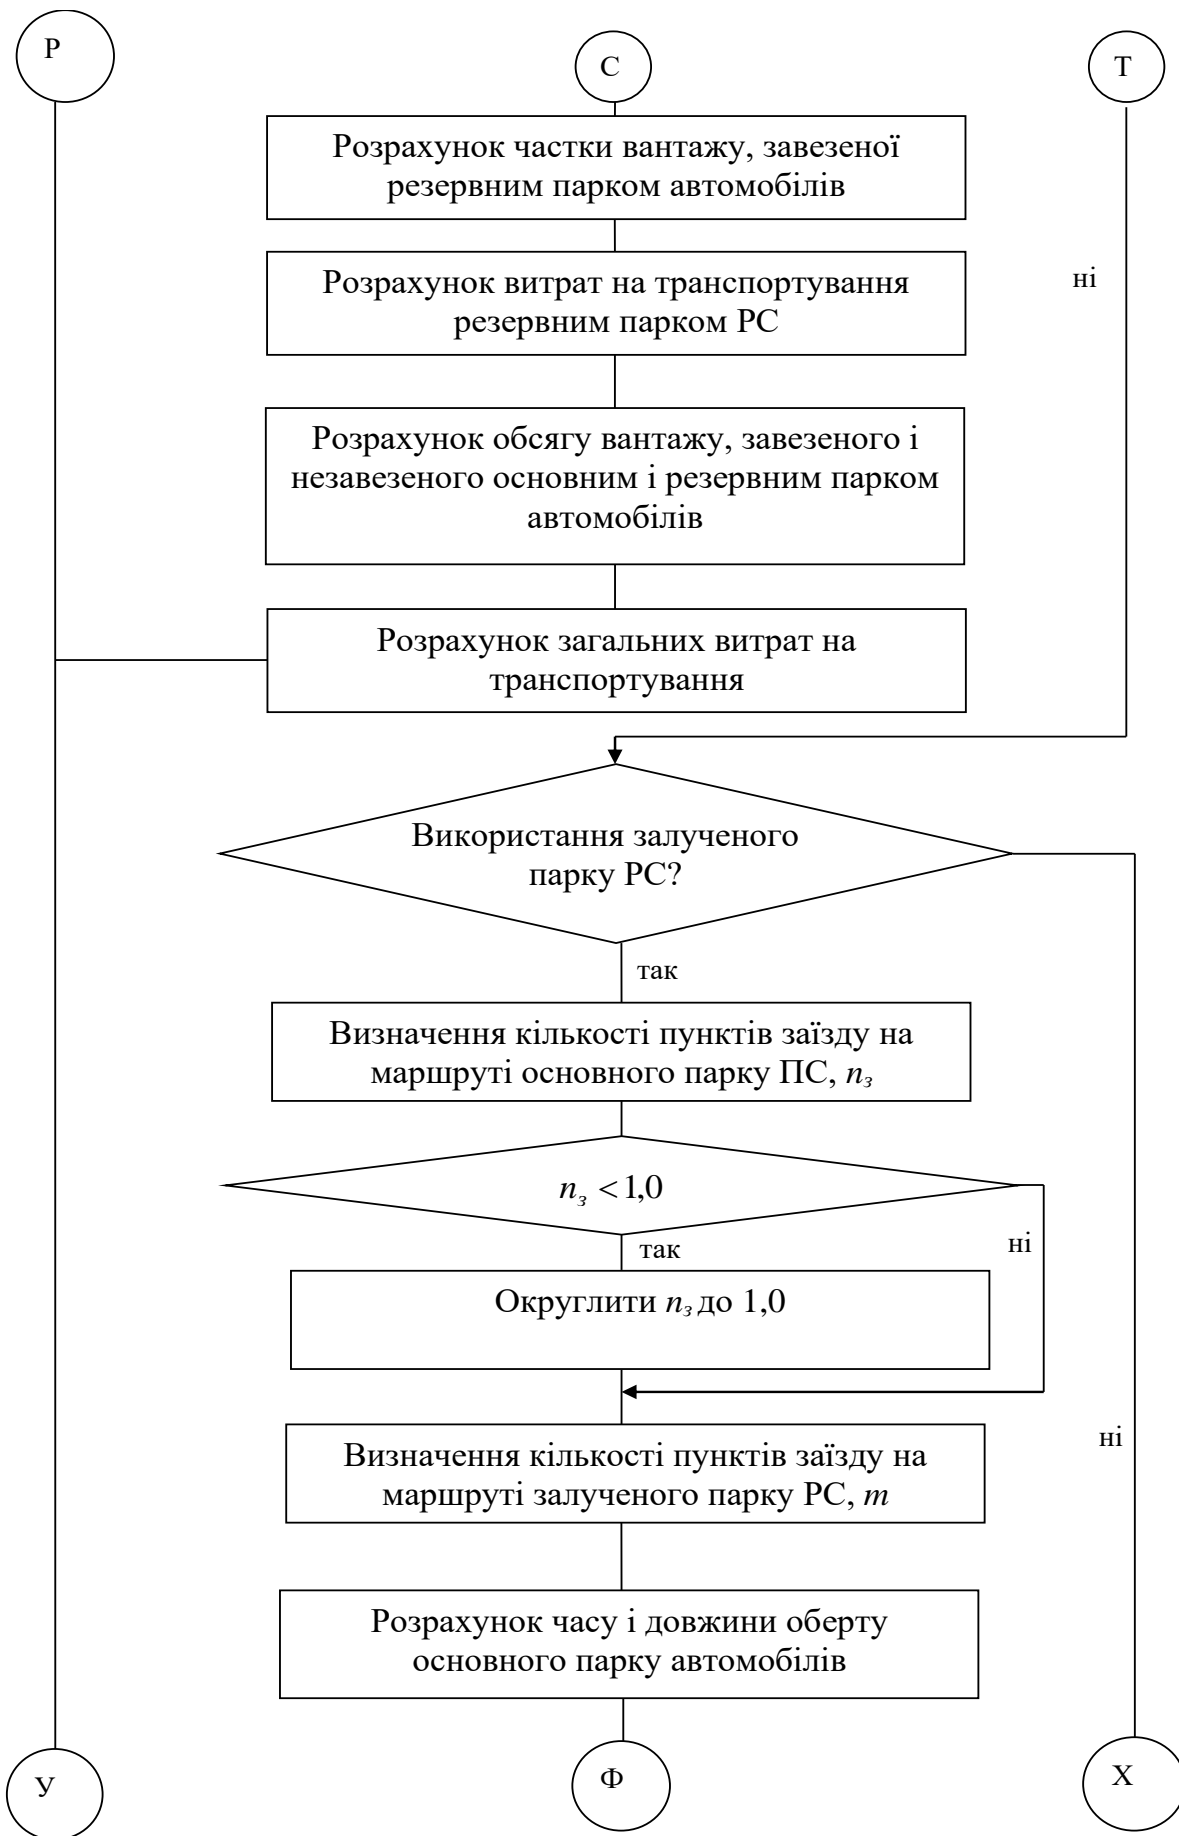 Р
С
Т
Розрахунок частки вантажу, завезеної
резервним парком автомобілів
ні
Розрахунок витрат на транспортування
резервним парком РС
Розрахунок обсягу вантажу, завезеного і
незавезеного основним і резервним парком
автомобілів
Розрахунок загальних витрат на
транспортування
Використання залученого
парку РС?
так
Визначення кількості пунктів заїзду на
маршруті основного парку ПС, nз
nз < 1,0
ні
так
Округлити nз до 1,0
ні
Визначення кількості пунктів заїзду на
маршруті залученого парку РС, m
Розрахунок часу і довжини оберту
основного парку автомобілів
У
Ф
Х